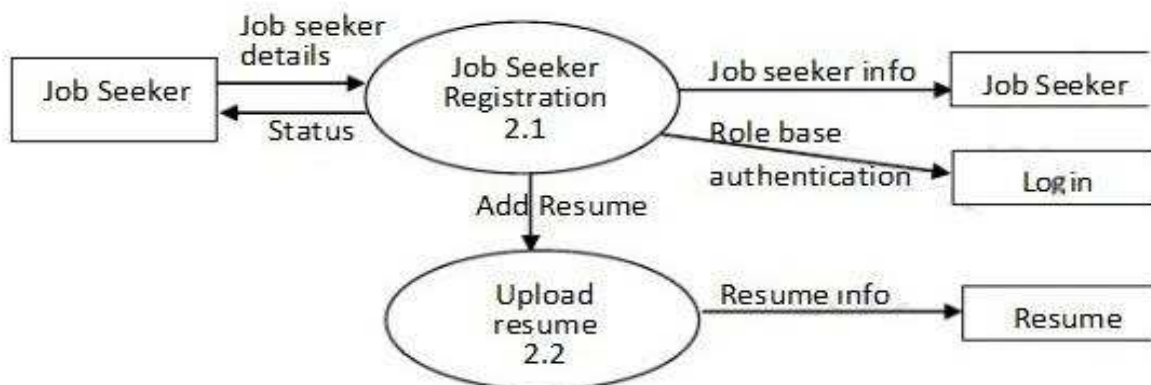 Job seeker
details
Job Seeker
Status
Job Seeker
Registration
2.1
Job seeker info
Job Seeker
Role base
authentication
Login
Add Resume
Upload
resume
2.2
Resume info
Resume